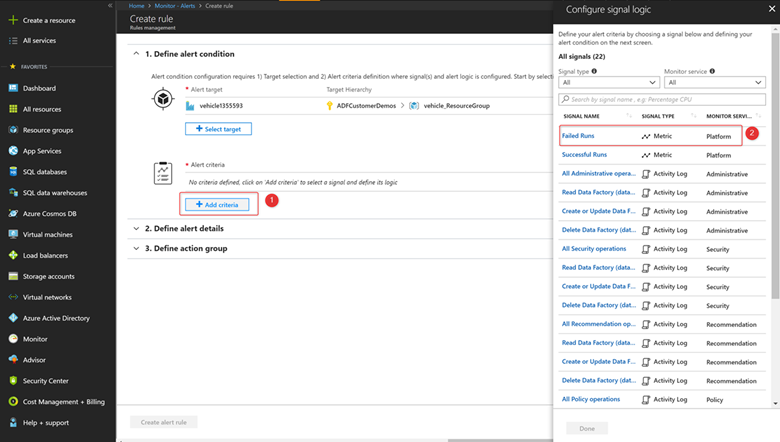 Create a resource
All services
FAVORITES
Dashboard
All resources
Resource groups
App Services
SQL databases
SQL data warehouses
Azure Cosmos DB
Virtual machines
Load balancers
Storage accounts
Virtual networks
Azure Active Directory
Monitor
Advisor
Security Center
Cost Management + Billing
Help + support
Home > Monitor - Alerts > Create rule
Create rule
Rules management
1. Define alert condition
Alert condition configuration requires 1) Target selection and 2) Alert criteria definition where signal(s) and alert logic is configured. Start by selec
* Alert target Target Hierarchy
vehicle1355593 ADFCustomerDemos > vehicle_ResourceGroup
+ Select target
* Alert criteria
No criteria defined, click on 'Add criteria' to select a signal and define its logic
+ Add criteria 1
2. Define alert details
3. Define action group
Create alert rule
Configure signal logic
Define your alert criteria by choosing a signal below and defining your
alert condition on the next screen.
All signals (22)
Signal type Monitor service
All All
Search by signal name , e.g: Percentage CPU
SIGNAL NAME SIGNAL TYPE MONITOR SERVI...
Failed Runs Metric Platform 2
Successful Runs Metric Platform
All Administrative opera... Activity Log Administrative
Read Data Factory (data... Activity Log Administrative
Create or Update Data F... Activity Log Administrative
Delete Data Factory (dat... Activity Log Administrative
All Security operations Activity Log Security
Read Data Factory (data... Activity Log Security
Create or Update Data F... Activity Log Security
Delete Data Factory (dat... Activity Log Security
All Recommendation op... Activity Log Recommendation
Read Data Factory (data... Activity Log Recommendation
Create or Update Data F... Activity Log Recommendation
Delete Data Factory (dat... Activity Log Recommendation
All Policy operations Activity Log Policy
Done